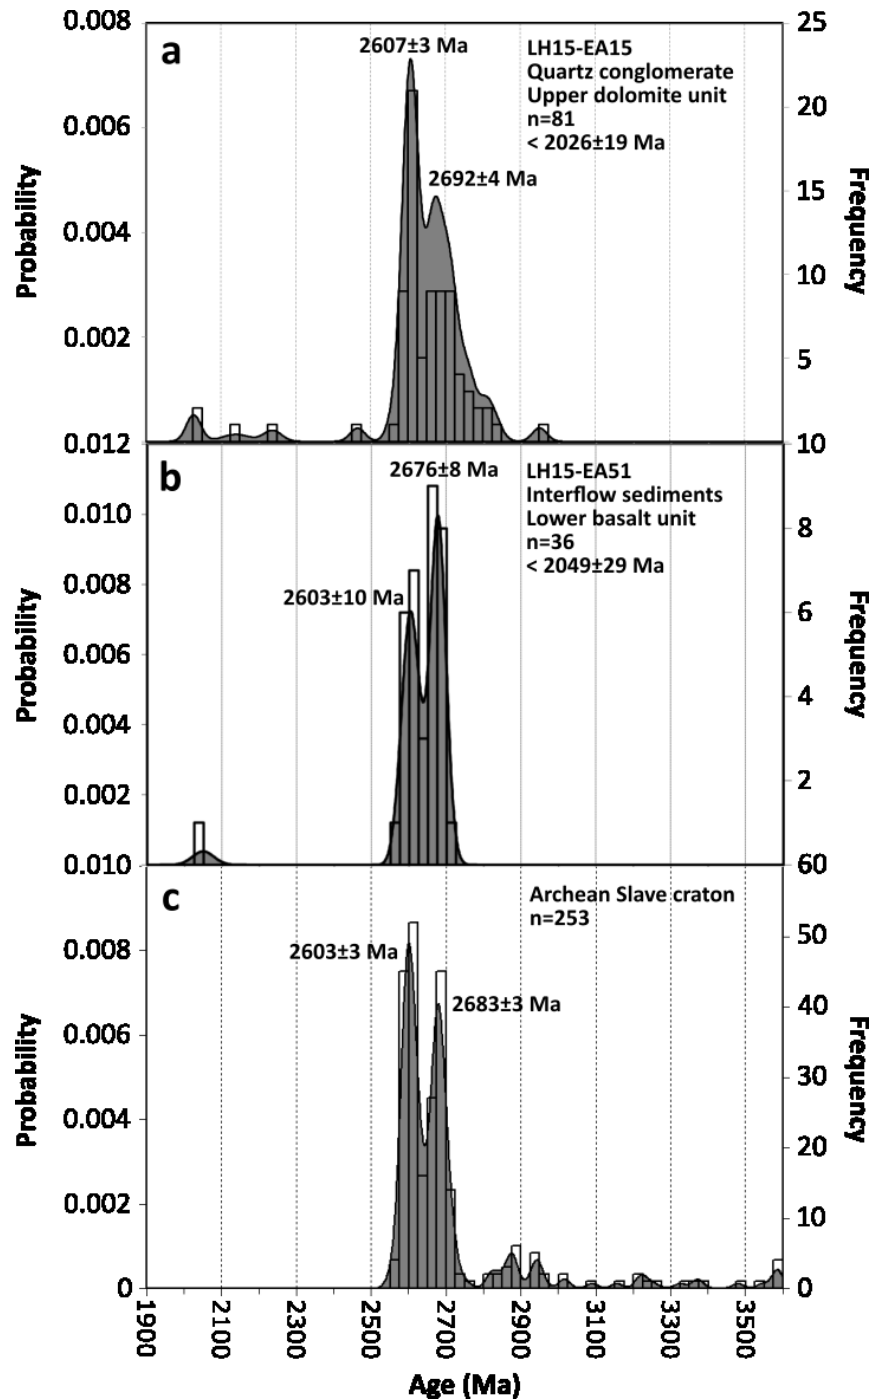 0.008
0.006
0.004
0.002
0.012
Probability
a
2607±3 Ma
2692±4 Ma
LH15-EA15
Quartz conglomerate
Upper dolomite unit
n=81
< 2026±19 Ma
25
20
15
10
5
10
Frequency
0.010
0.008
0.006
0.004
0.002
0.010
Probability
b
2676±8 Ma
2603±10 Ma
LH15-EA51
Interflow sediments
Lower basalt unit
n=36
< 2049±29 Ma
8
6
4
2
60
Frequency
0.008
0.006
0.004
0.002
0
Probability
c
2603±3 Ma
2683±3 Ma
Archean Slave craton
n=253
50
40
30
20
10
0
Frequency
1900 2100 2300 2500 2700 2900 3100 3300 3500
Age (Ma)